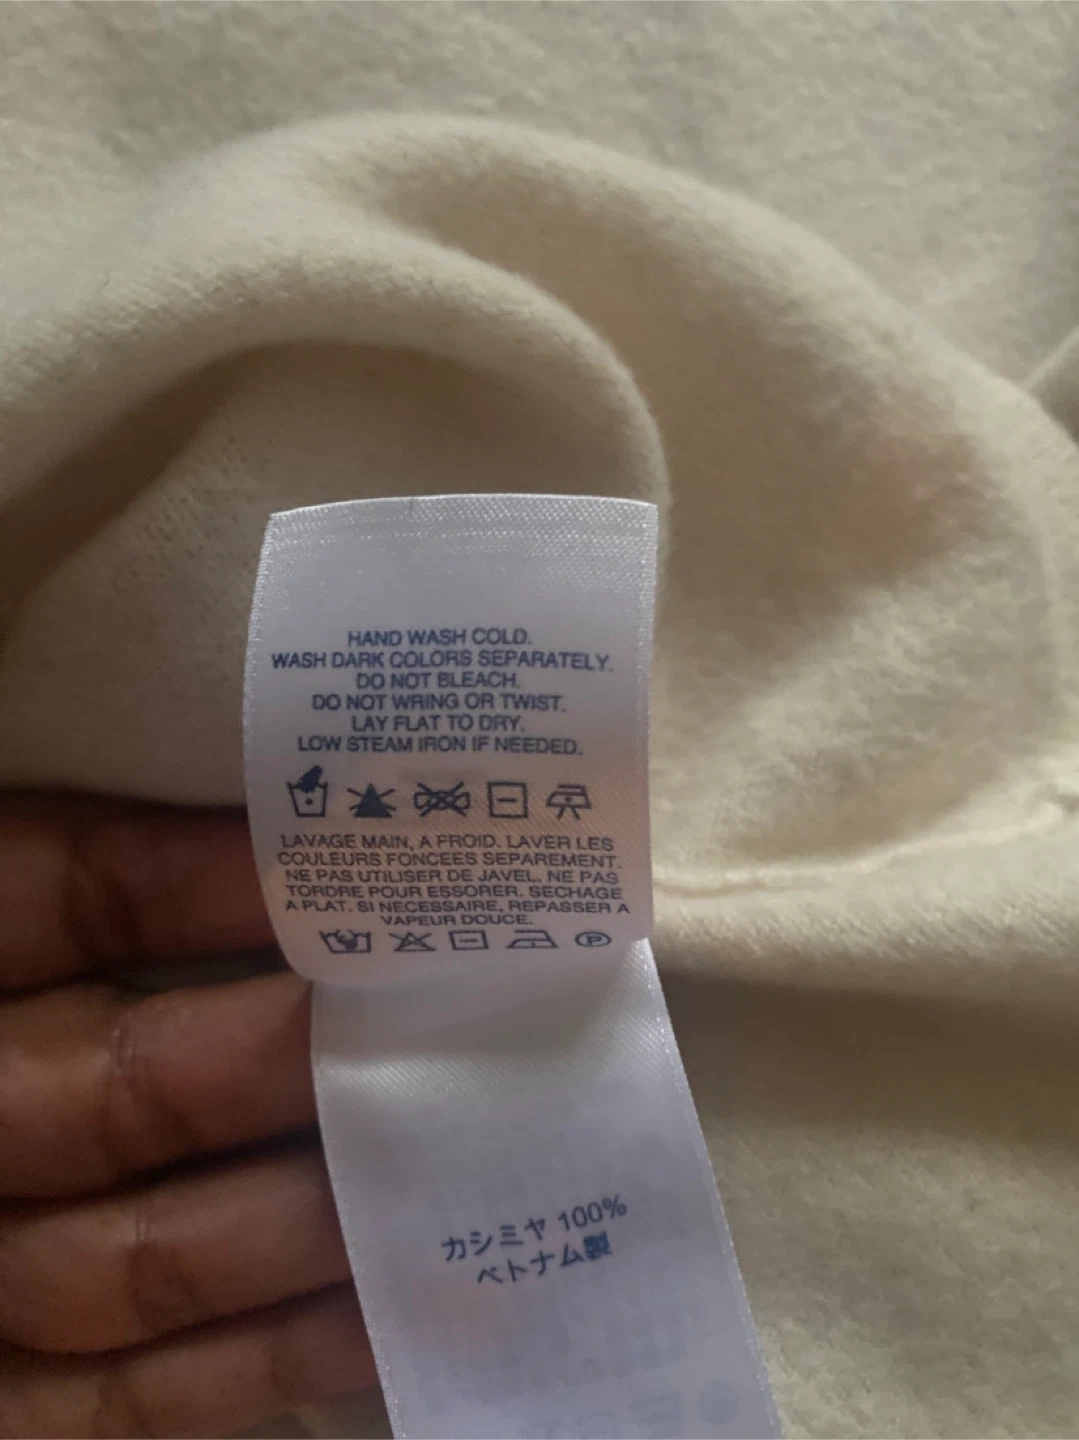 HAND WASH COLD.
WASH DARK COLORS SEPARATELY.
DO NOT BLEACH.
DO NOT WRING OR TWIST.
LAY FLAT TO DRY.
LOW STEAM IRON IF NEEDED.
LAVAGE MAIN, A FROID. LAVER LES
COULEURS FONCEES SEPAREMENT.
NE PAS UTILISER DE JAVEL. NE PAS
TORDRE POUR ESSORER. SECHAGE
A PLAT. SI NECESSAIRE, REPASSER A
VAPEUR DOUCE.
P
カシミヤ 100%
ベトナム製